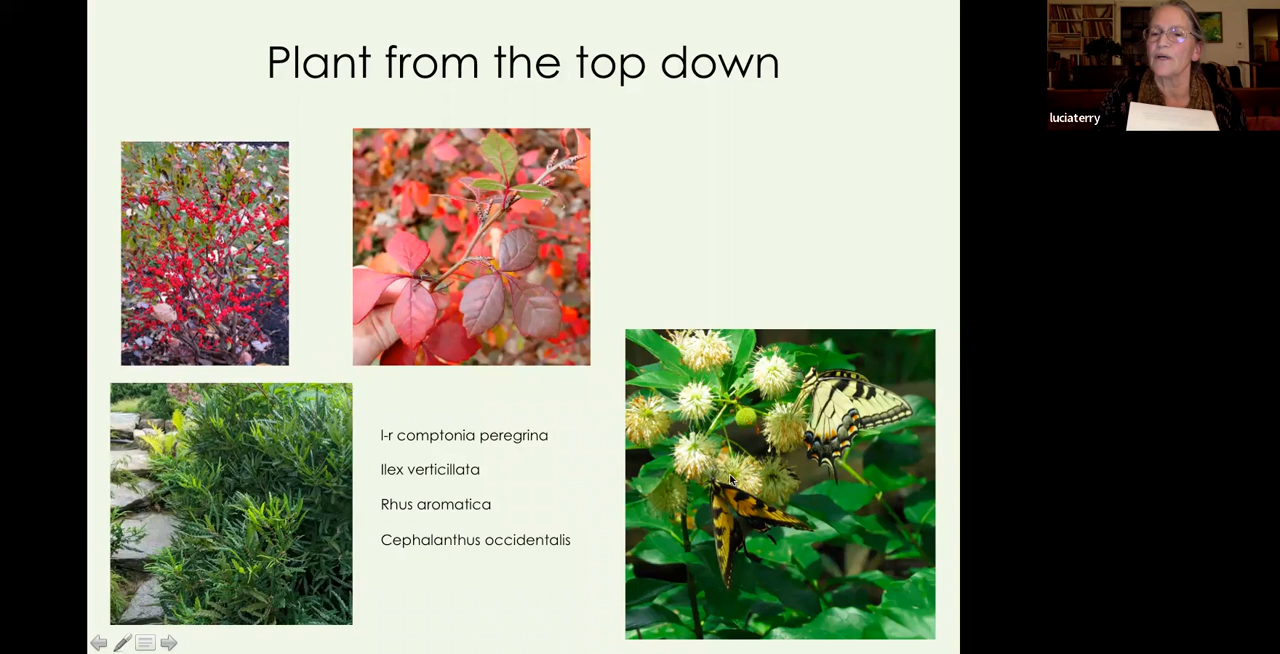 Plant from the top down
luciaterry
l-r comptonia peregrina
Ilex verticillata
Rhus aromatica
Cephalanthus occidentalis